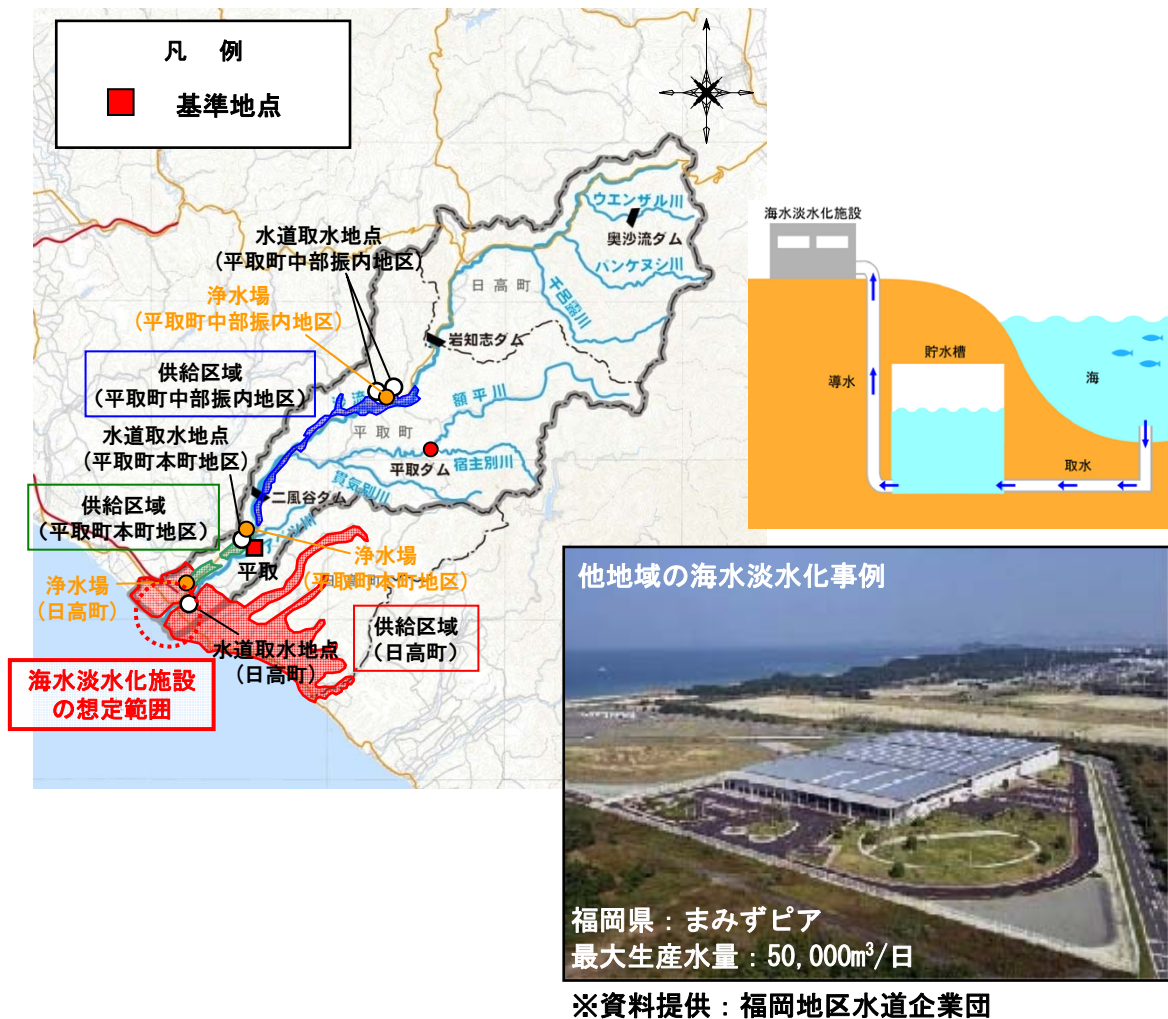 凡 例
基準地点
ウエンザル川
奥沙流ダム
パンケヌシ川
水道取水地点
(平取町中部振内地区)
日高町
千呂露川
浄水場
(平取町中部振内地区)
岩知志ダム
供給区域
(平取町中部振内地区)
額平川
平取町
水道取水地点
(平取町本町地区)
平取ダム
宿主別川
貫気別川
二風谷ダム
供給区域
(平取町本町地区)
平取
浄水場
(平取町本町地区)
浄水場
(日高町)
供給区域
(日高町)
水道取水地点
(日高町)
海水淡水化施設
の想定範囲
海水淡水化施設
貯水槽
導水
海
取水
他地域の海水淡水化事例
福岡県:まみずピア
最大生産水量:50,000m³/日
※資料提供:福岡地区水道企業団